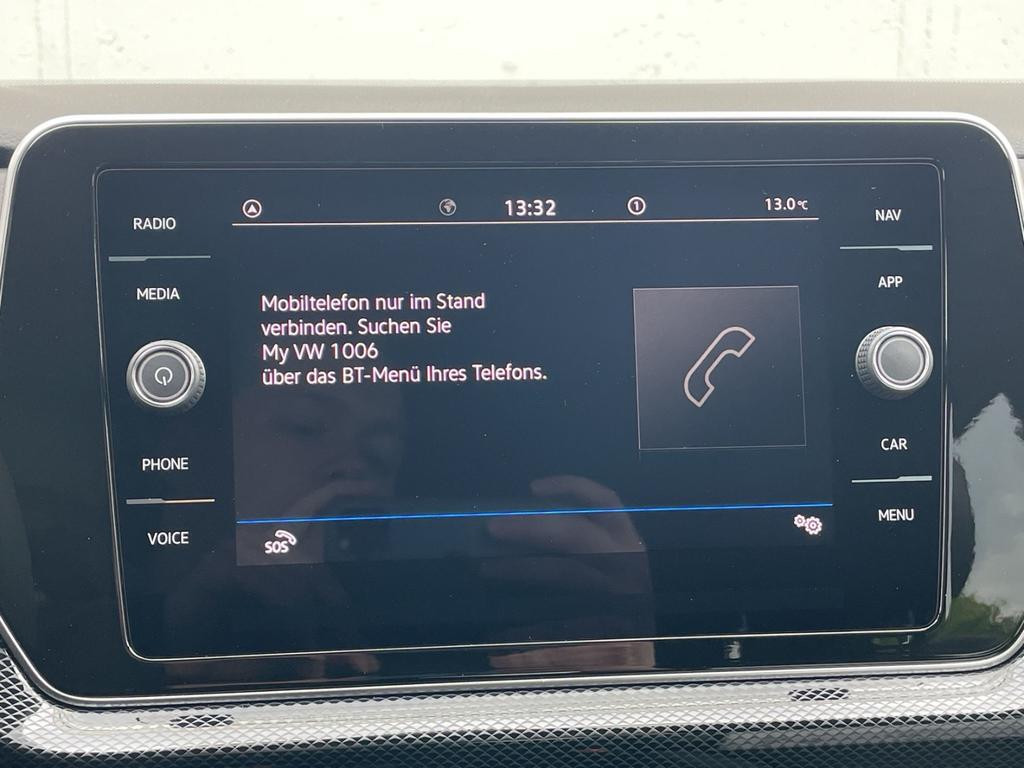 RADIO
MEDIA
PHONE
VOICE
13:32
1
13.0°C
Mobiltelefon nur im Stand
verbinden. Suchen Sie
My VW 1006
über das BT-Menü Ihres Telefons.
SOS
NAV
APP
CAR
MENU